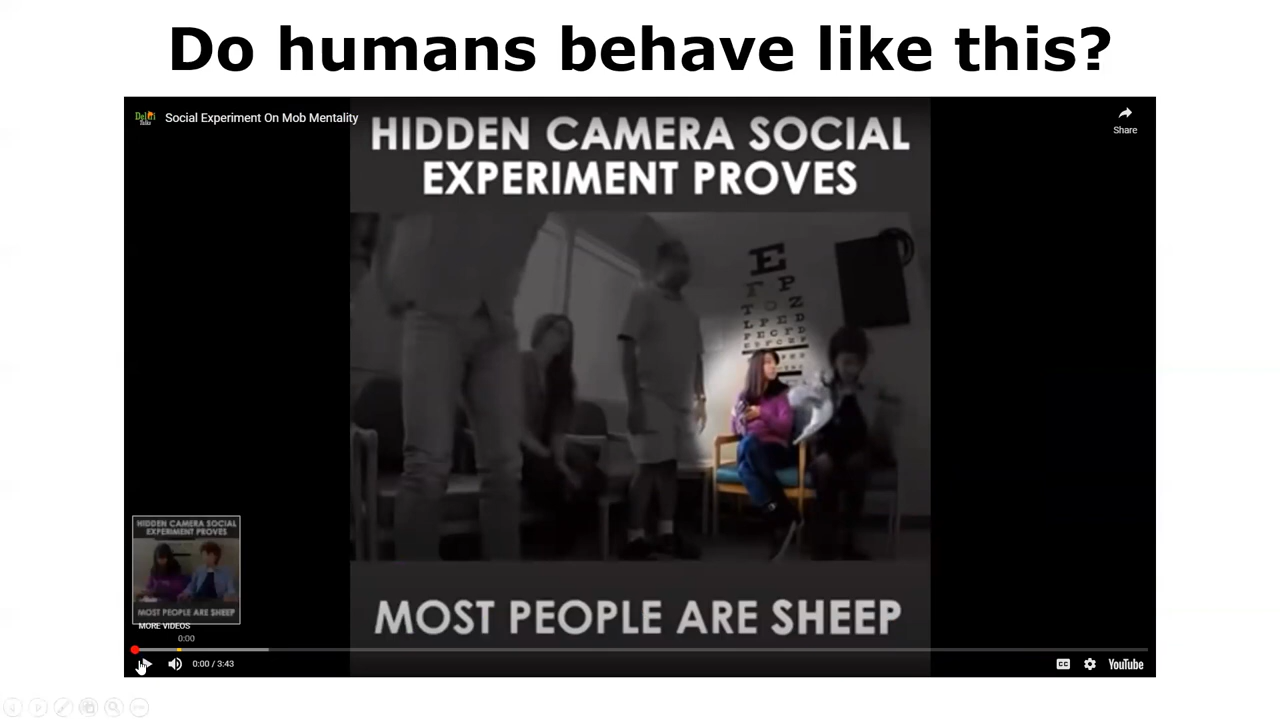 Do humans behave like this?
Social Experiment On Mob Mentality
Share
HIDDEN CAMERA SOCIAL
EXPERIMENT PROVES
E
HIDDEN CAMERA SOCIAL
EXPERIMENT PROVES
MOST PEOPLE ARE SHEEP
MOST PEOPLE ARE SHEEP
MORE VIDEOS
0:00
0:00 / 3:43
CC
YouTube